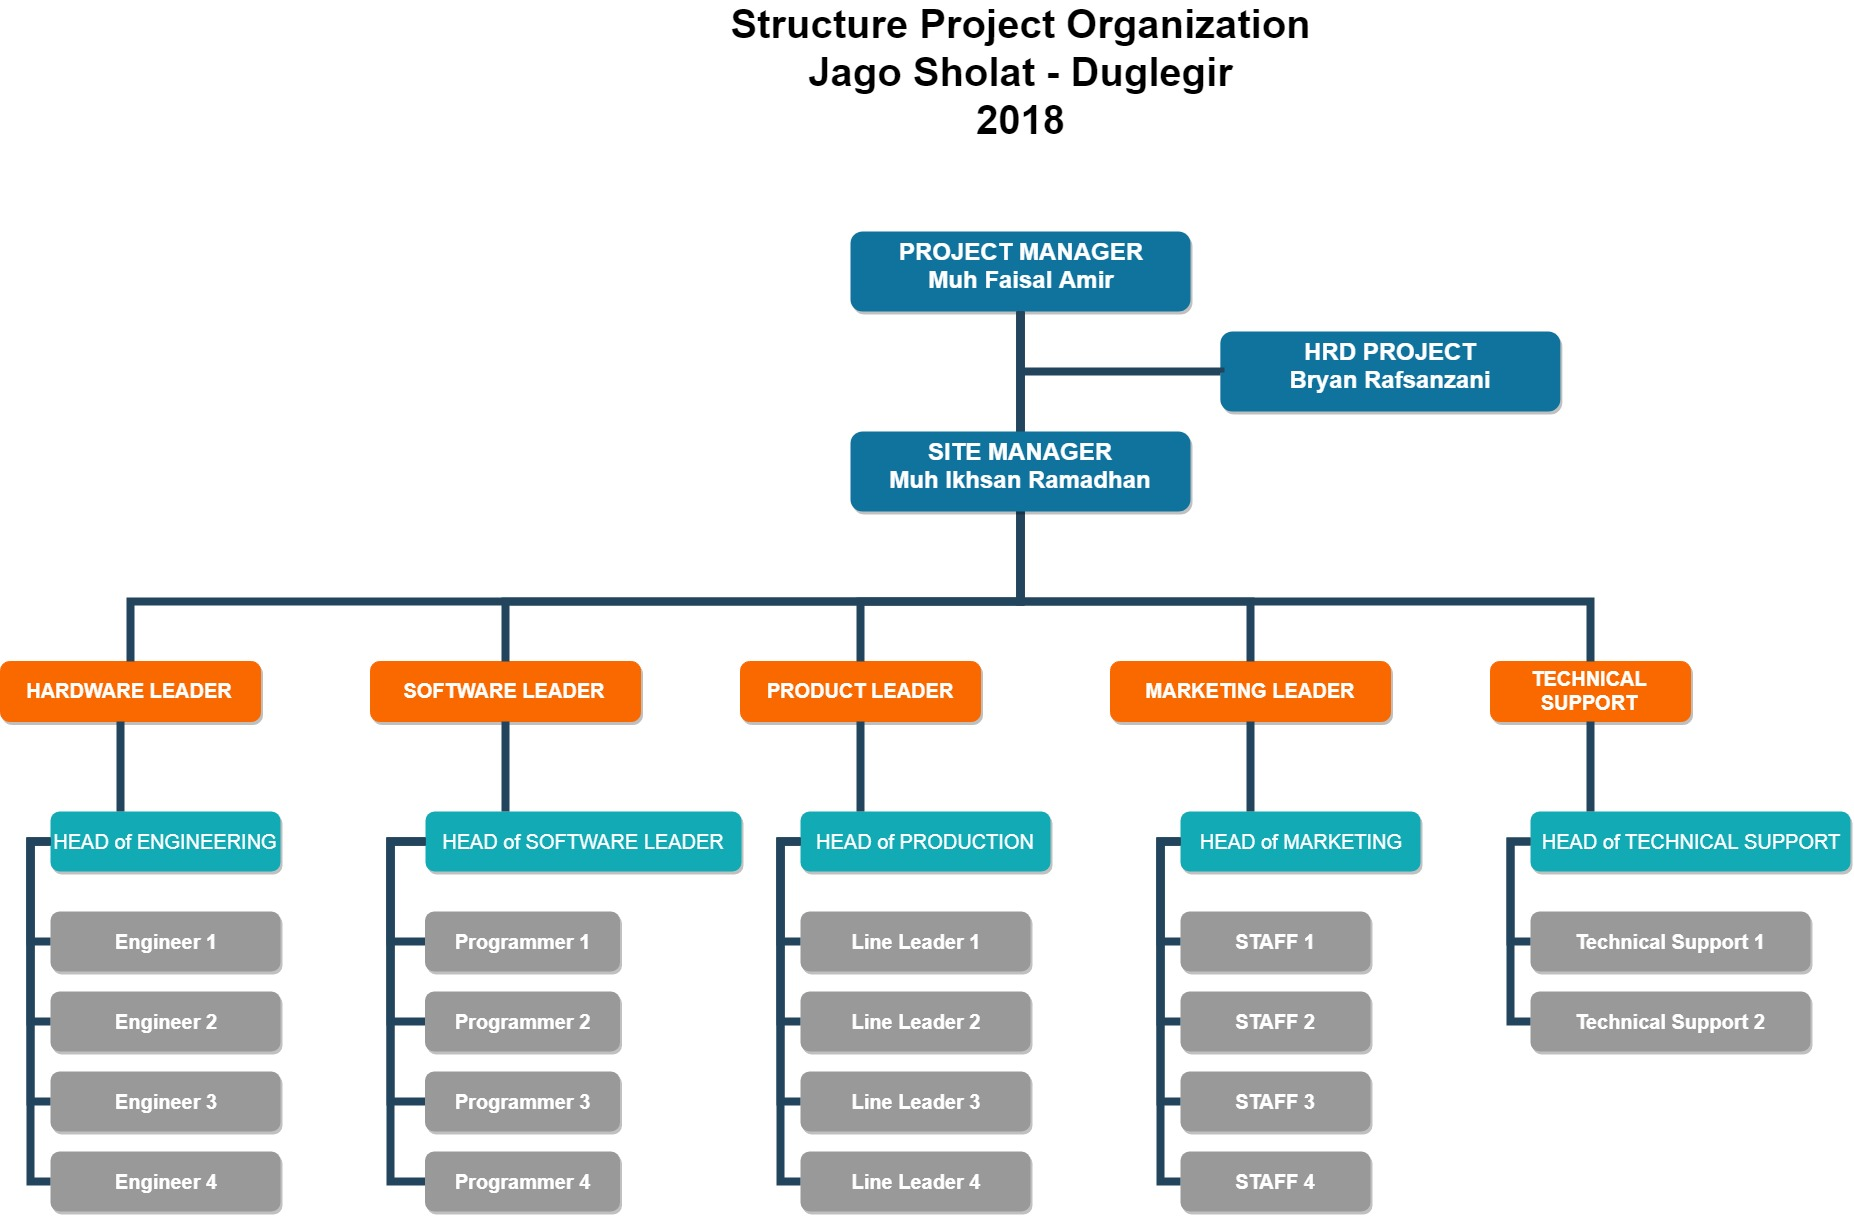 Structure Project Organization
Jago Sholat - Duglegir
2018
PROJECT MANAGER
Muh Faisal Amir
HRD PROJECT
Bryan Rafsanzani
SITE MANAGER
Muh Ikhsan Ramadhan
HARDWARE LEADER
SOFTWARE LEADER
PRODUCT LEADER
MARKETING LEADER
TECHNICAL
SUPPORT
HEAD of ENGINEERING
HEAD of SOFTWARE LEADER
HEAD of PRODUCTION
HEAD of MARKETING
HEAD of TECHNICAL SUPPORT
Engineer 1
Programmer 1
Line Leader 1
STAFF 1
Technical Support 1
Engineer 2
Programmer 2
Line Leader 2
STAFF 2
Technical Support 2
Engineer 3
Programmer 3
Line Leader 3
STAFF 3
Engineer 4
Programmer 4
Line Leader 4
STAFF 4